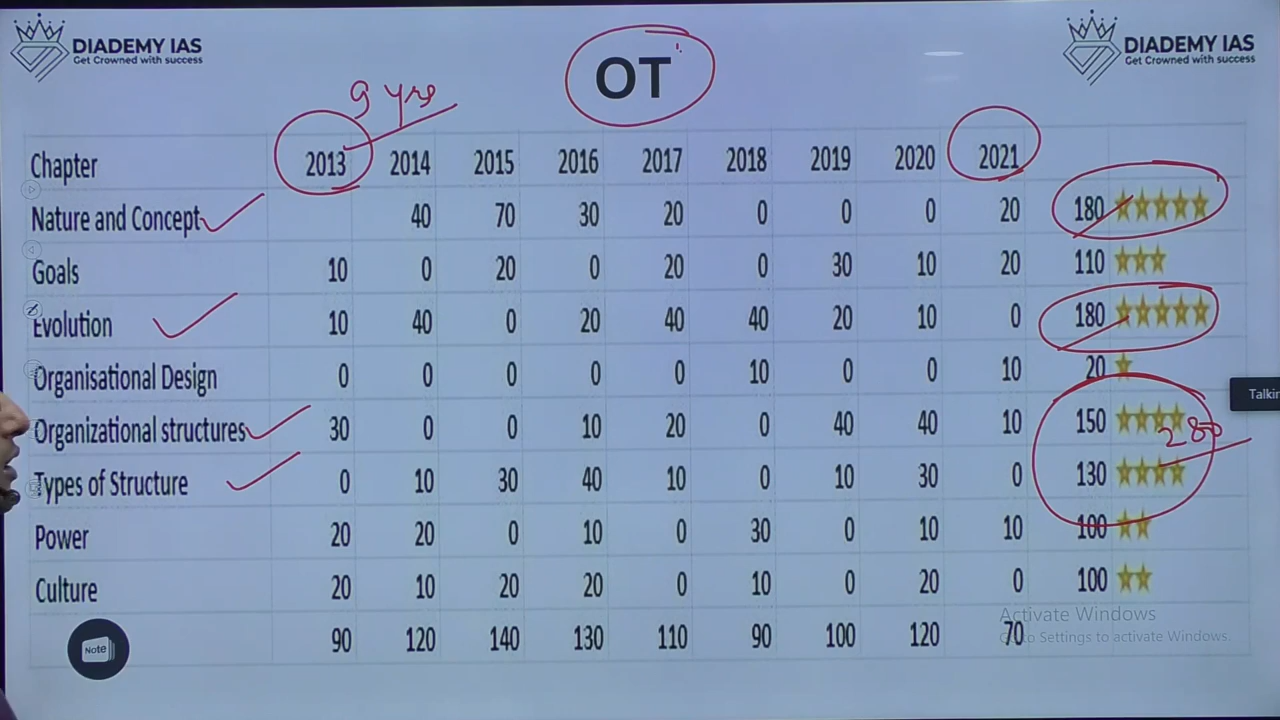 DIADEMY IAS
Get Crowned with success
OT
DIADEMY IAS
Get Crowned with success
9 yrs
Chapter 2013 2014 2015 2016 2017 2018 2019 2020 2021
Nature and Concept 40 70 30 20 0 0 0 20 180
Goals 10 0 20 0 20 0 30 10 20 110
Evolution 10 40 0 20 40 40 20 10 0 180
Organisational Design 0 0 0 0 0 10 0 0 10 20
Talkin
Organizational structures 30 0 0 10 20 0 40 40 10 150
280
Types of Structure 0 10 30 40 10 0 10 30 0 130
Power 20 20 0 10 0 30 0 10 10 100
Culture 20 10 20 20 0 10 0 20 0 100
Activate Windows
90 120 140 130 110 90 100 120 70
Go to Settings to activate Windows.
Note